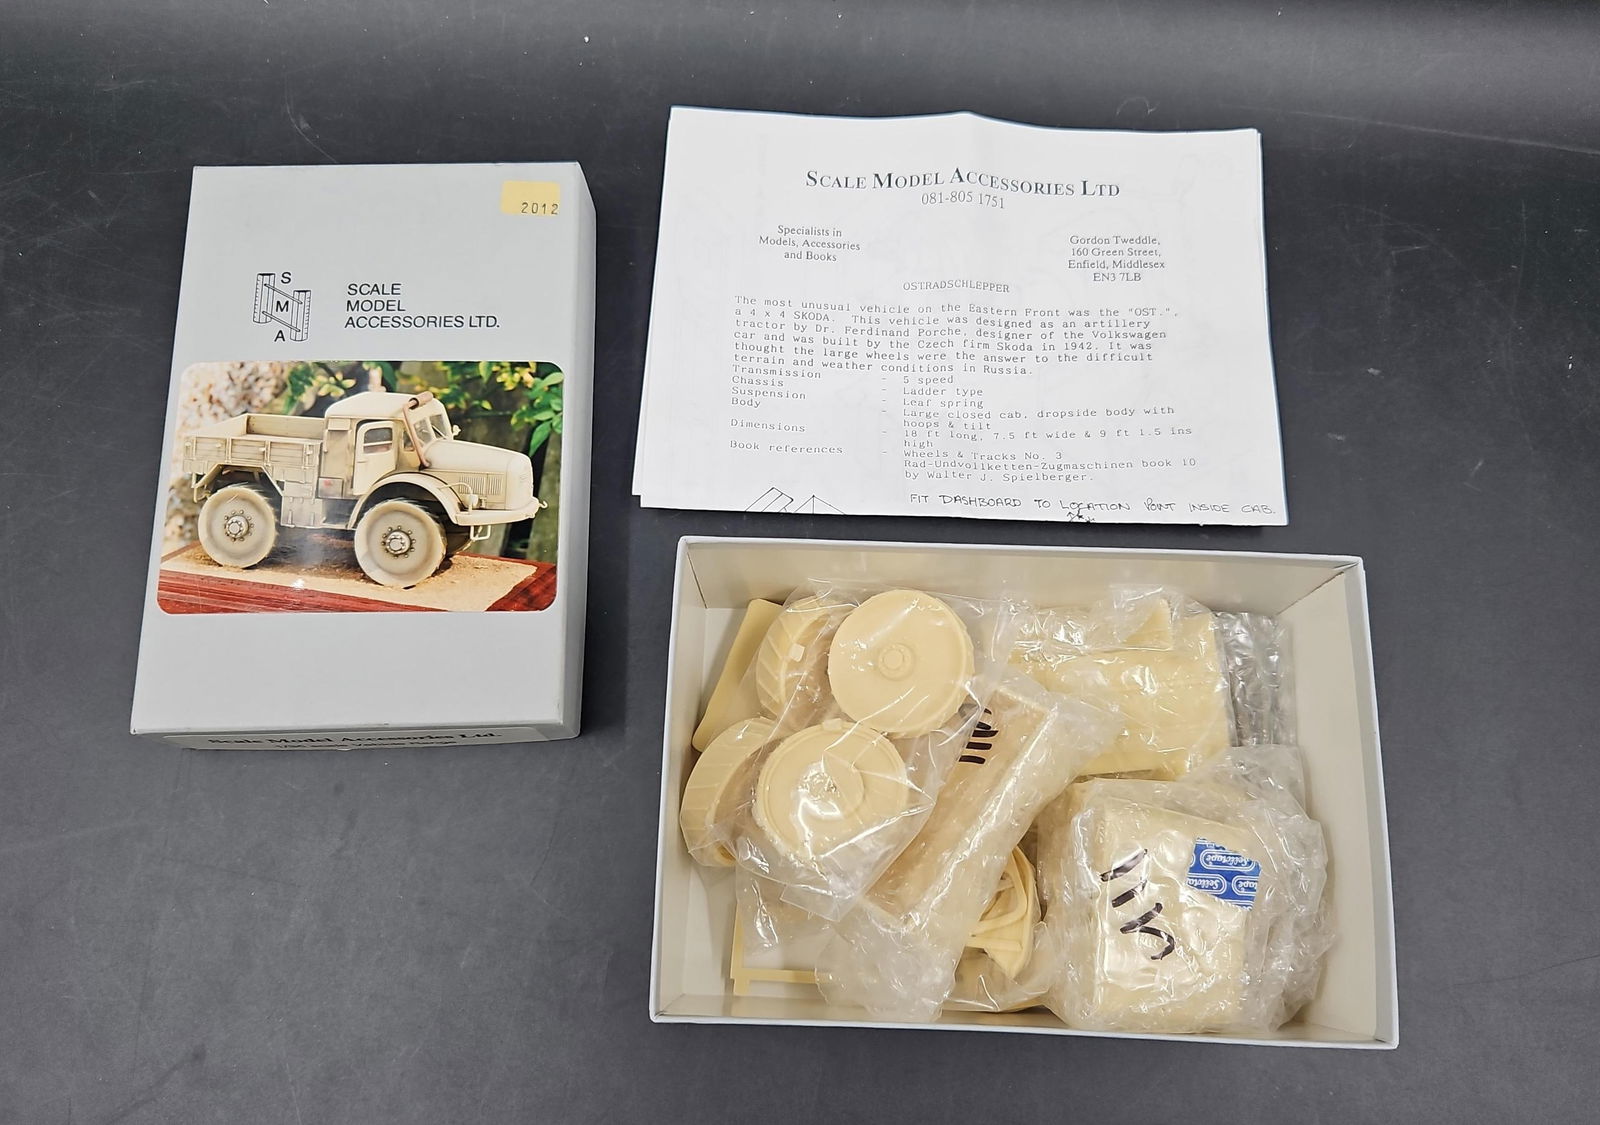 2012
S
M
A
SCALE
MODEL
ACCESSORIES LTD.
Scale Model Accessories Ltd.
SCALE MODEL ACCESSORIES LTD
081-805 1751
Specialists in
Models, Accessories
and Books
Gordon Tweddle,
160 Green Street,
Enfield, Middlesex
EN3 7LB
OSTRADSCHLEPPER
The most unusual vehicle on the Eastern Front was the "OST.",
a 4 x 4 SKODA. This vehicle was designed as an artillery
tractor by Dr. Ferdinand Porche, designer of the Volkswagen
car and was built by the Czech firm Skoda in 1942. It was
thought the large wheels were the answer to the difficult
terrain and weather conditions in Russia.
Transmission - 5 speed
Chassis - Ladder type
Suspension - Leaf spring
Body - Large closed cab, dropside body with
hoops & tilt
Dimensions - 18 ft long, 7.5 ft wide & 9 ft 1.5 ins
high
Book references - Wheels & Tracks No. 3
Rad-Undvollketten-Zugmaschinen book 10
by Walter J. Spielberger.
FIT DASHBOARD TO LOCATION POINT INSIDE CAB.
Sellotape